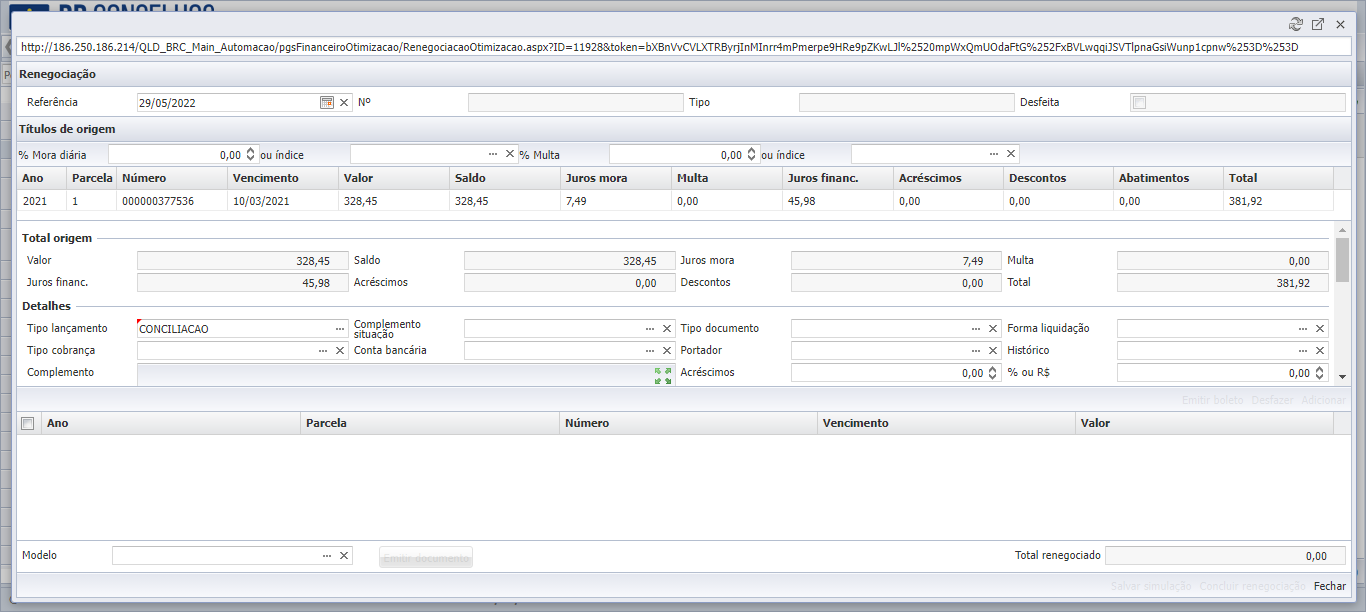 BR CONSELHOS
http://186.250.186.214/QLD_BRC_Main_Automacao/pgsFinanceiroOtimizacao/RenegociacaoOtimizacao.aspx?ID=11928&token=bXBnVvCVLXTRByrjInMInrr4mPmerpe9HRe9pZKwLJl%2520mpWxQmUOdaFtG%252FxBVLwqqiJSVTlpnaGsiWunp1cpnw%253D%253D
Renegociação
Referência 29/05/2022 Nº Tipo Desfeita
Títulos de origem
% Mora diária 0,00 ou índice ... % Multa 0,00 ou índice ...
Ano Parcela Número Vencimento Valor Saldo Juros mora Multa Juros financ. Acréscimos Descontos Abatimentos Total
2021 1 000000377536 10/03/2021 328,45 328,45 7,49 0,00 45,98 0,00 0,00 0,00 381,92
Total origem
Valor 328,45 Saldo 328,45 Juros mora 7,49 Multa 0,00
Juros financ. 45,98 Acréscimos 0,00 Descontos 0,00 Total 381,92
Detalhes
Tipo lançamento CONCILIACAO ... Complemento situação ... Tipo documento ... Forma liquidação ...
Tipo cobrança ... Conta bancária ... Portador ... Histórico ...
Complemento Acréscimos 0,00 % ou R$ 0,00
Emitir boleto Desfazer Adicionar
Ano Parcela Número Vencimento Valor
Modelo ... Emitir documento Total renegociado 0,00
Salvar simulação Concluir renegociação Fechar